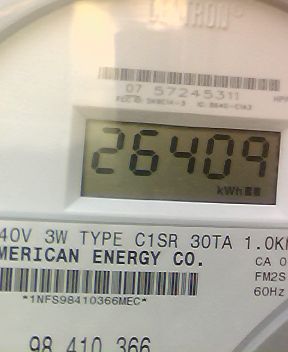 07 57245311
26409
kWh
40V 3W TYPE C1SR 30TA 1.0K
MERICAN ENERGY CO.
CA 0
FM2S
60Hz
*1NFS98410366MEC*
98 410 366